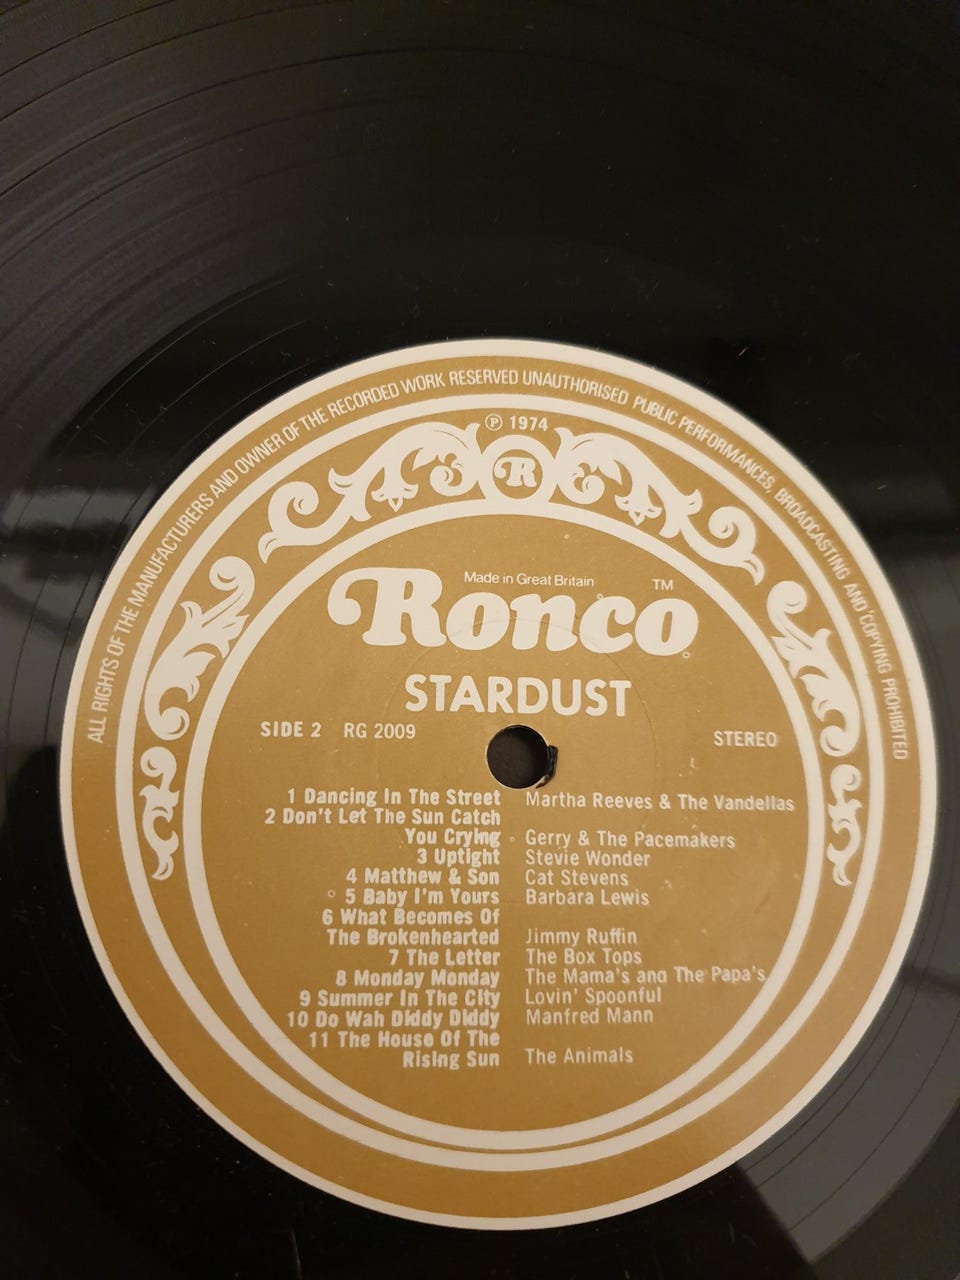 ALL RIGHTS OF THE MANUFACTURERS AND OWNER OF THE RECORDED WORK RESERVED UNAUTHORISED PUBLIC PERFORMANCES, BROADCASTING AND COPYING PROHIBITED
Ⓟ 1974
R
Made in Great Britain
Ronco TM
STARDUST
SIDE 2 RG 2009
STEREO
1 Dancing In The Street Martha Reeves & The Vandellas
2 Don't Let The Sun Catch
You Crying Gerry & The Pacemakers
3 Uptight Stevie Wonder
4 Matthew & Son Cat Stevens
5 Baby I'm Yours Barbara Lewis
6 What Becomes Of
The Brokenhearted Jimmy Ruffin
7 The Letter The Box Tops
8 Monday Monday The Mama's and The Papa's
9 Summer In The City Lovin' Spoonful
10 Do Wah Diddy Diddy Manfred Mann
11 The House Of The
Rising Sun The Animals